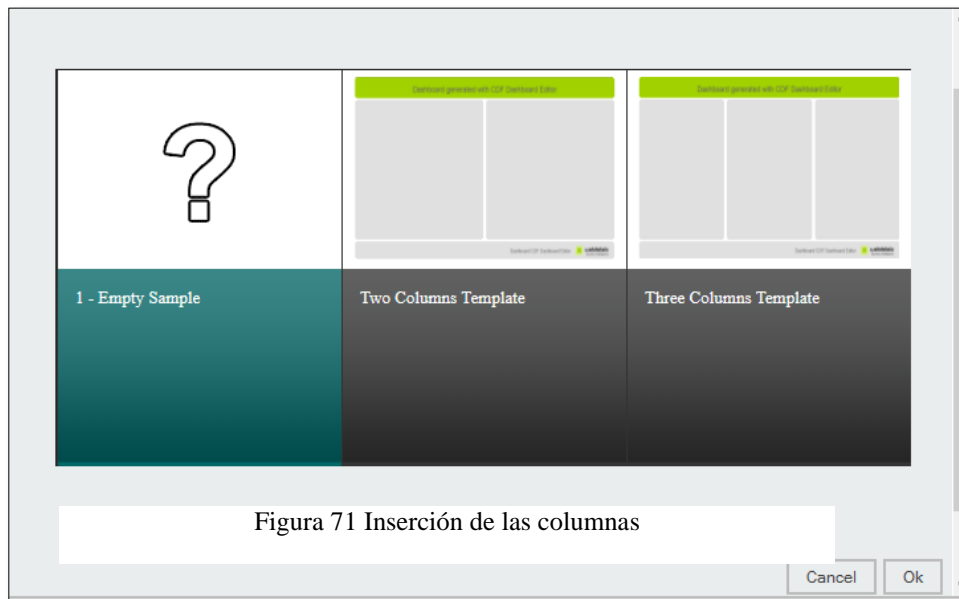 Dashboard generated with CDF Dashboard Editor
Dashboard generated with CDF Dashboard Editor
1 - Empty Sample
Two Columns Template
Three Columns Template
Figura 71 Inserción de las columnas
Cancel
Ok